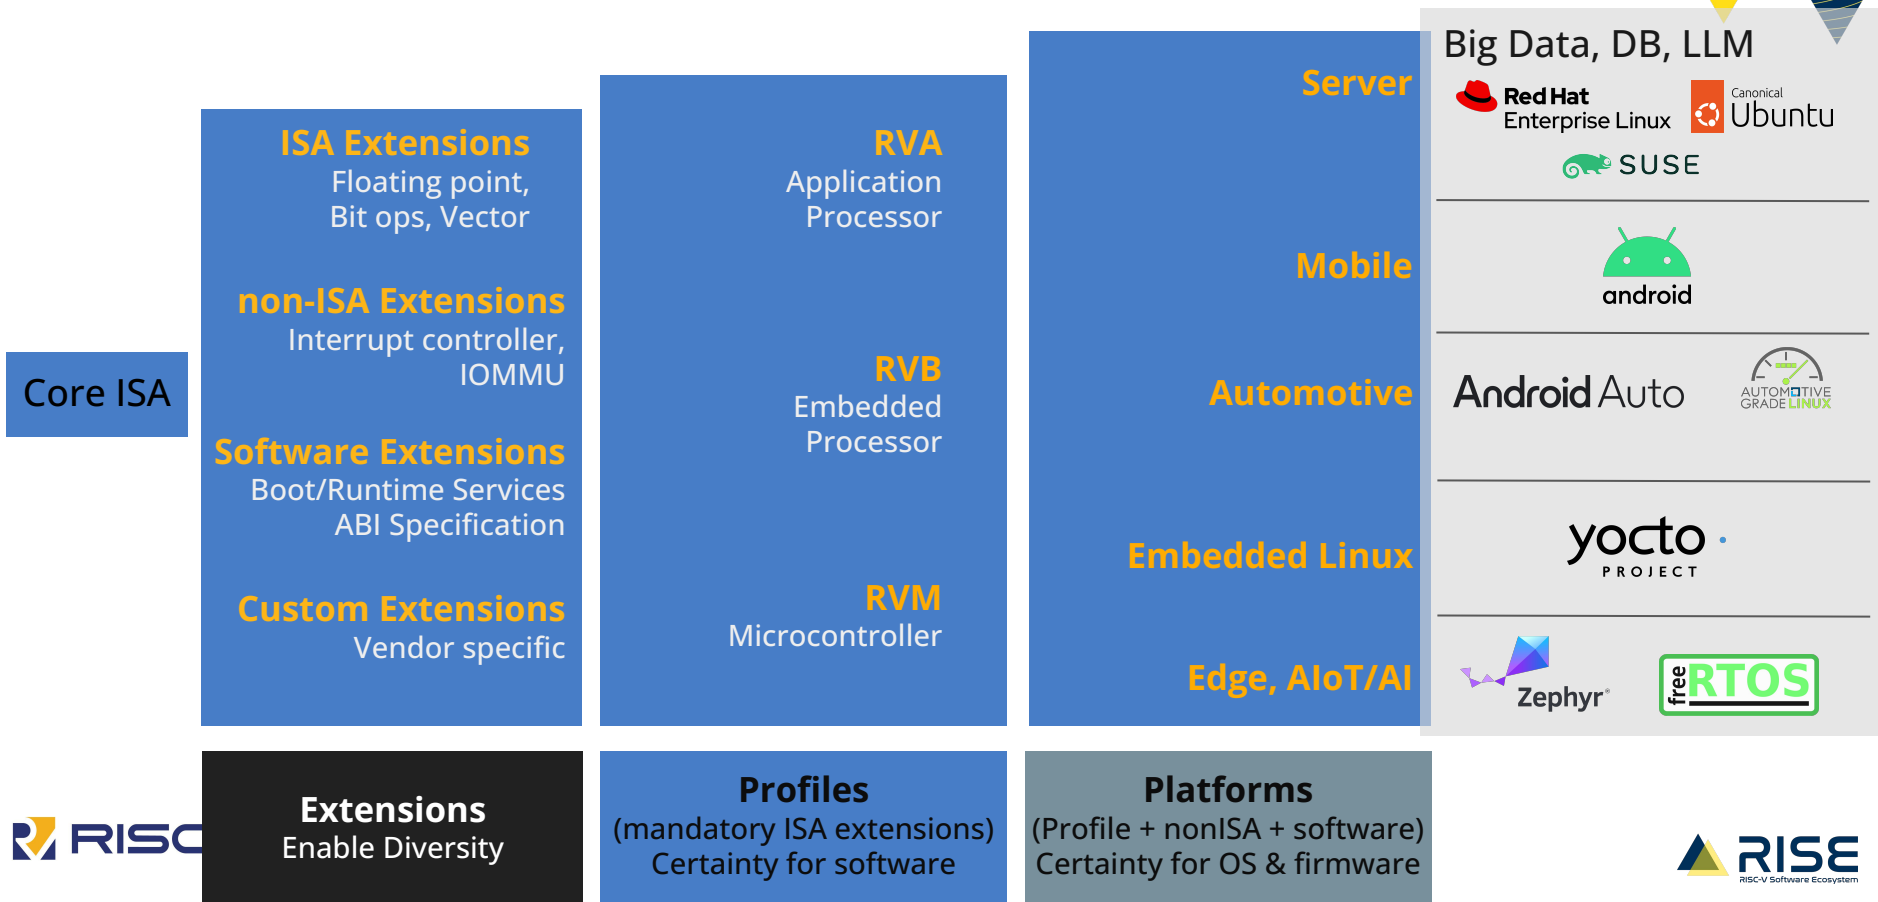 Core ISA
ISA Extensions
Floating point,
Bit ops, Vector
non-ISA Extensions
Interrupt controller,
IOMMU
Software Extensions
Boot/Runtime Services
ABI Specification
Custom Extensions
Vendor specific
RVA
Application
Processor
RVB
Embedded
Processor
RVM
Microcontroller
Server
Mobile
Automotive
Embedded Linux
Edge, AIoT/AI
Big Data, DB, LLM
Red Hat
Enterprise Linux
Canonical
Ubuntu
SUSE
android
Android Auto
AUTOMOTIVE
GRADE LINUX
yocto
PROJECT
Zephyr
free
RTOS
Extensions
Enable Diversity
Profiles
(mandatory ISA extensions)
Certainty for software
Platforms
(Profile + nonISA + software)
Certainty for OS & firmware
RISC
RISE
RISC-V Software Ecosystem